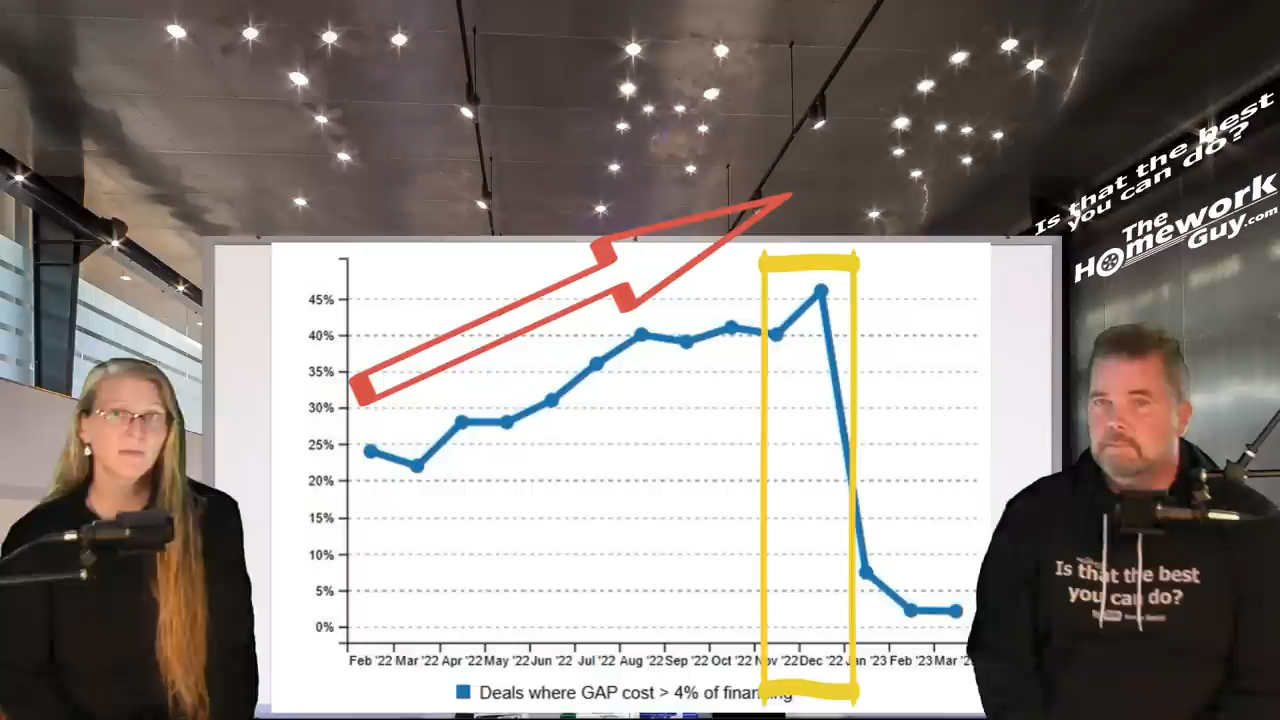 Is that the best
you can do?
The
Homework
Guy.com
45%
40%
35%
30%
25%
20%
15%
10%
5%
0%
Feb '22 Mar '22 Apr '22 May '22 Jun '22 Jul '22 Aug '22 Sep '22 Oct '22 Nov '22 Dec '22 Jan '23 Feb '23 Mar
Deals where GAP cost > 4% of financing
Is that the best
you can do?